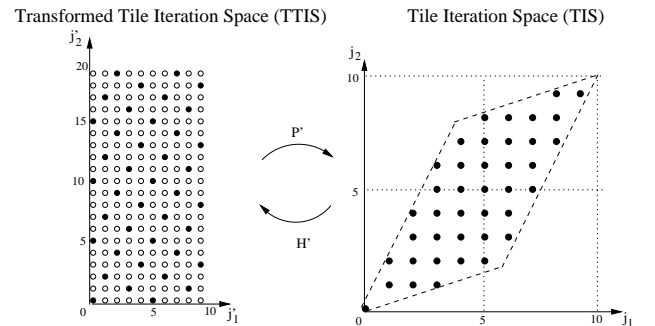 Transformed Tile Iteration Space (TTIS)
Tile Iteration Space (TIS)
j'2
20
15
10
5
0
5
10
j'1
P'
H'
j2
10
5
0
5
10
j1